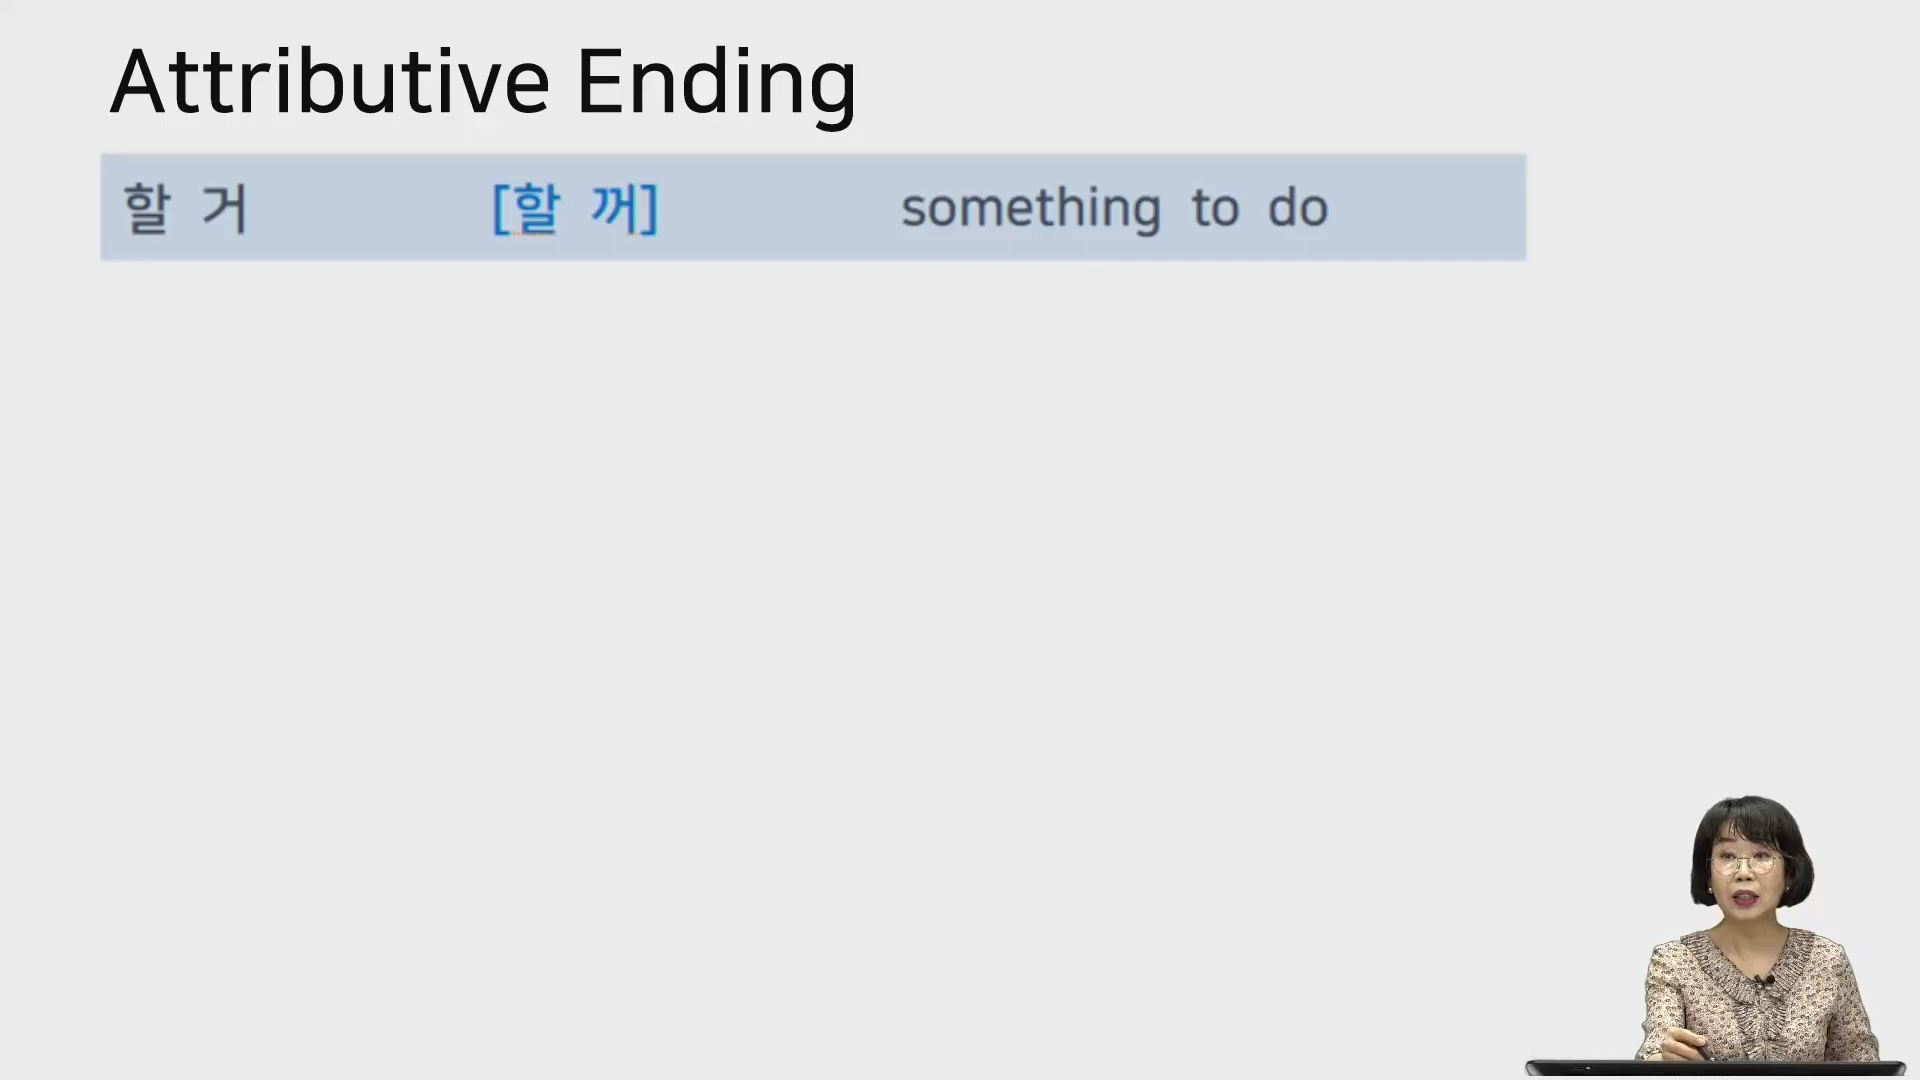 Attributive Ending
할 거 [할 꺼] something to do